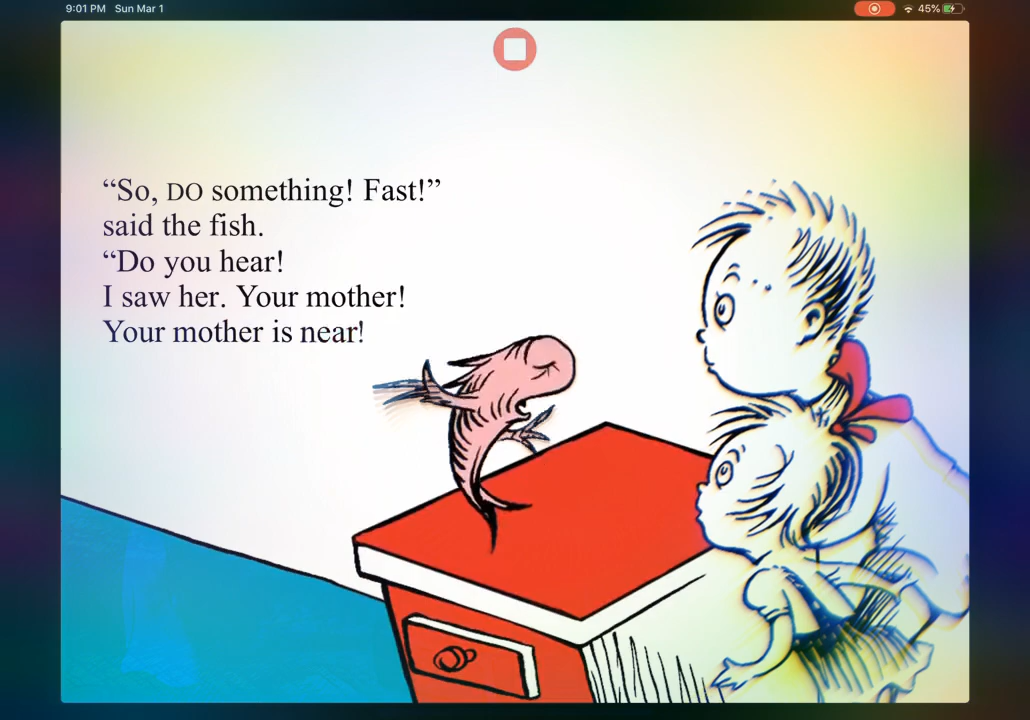 9:01 PM Sun Mar 1
45%
“So, DO something! Fast!”
said the fish.
“Do you hear!
I saw her. Your mother!
Your mother is near!